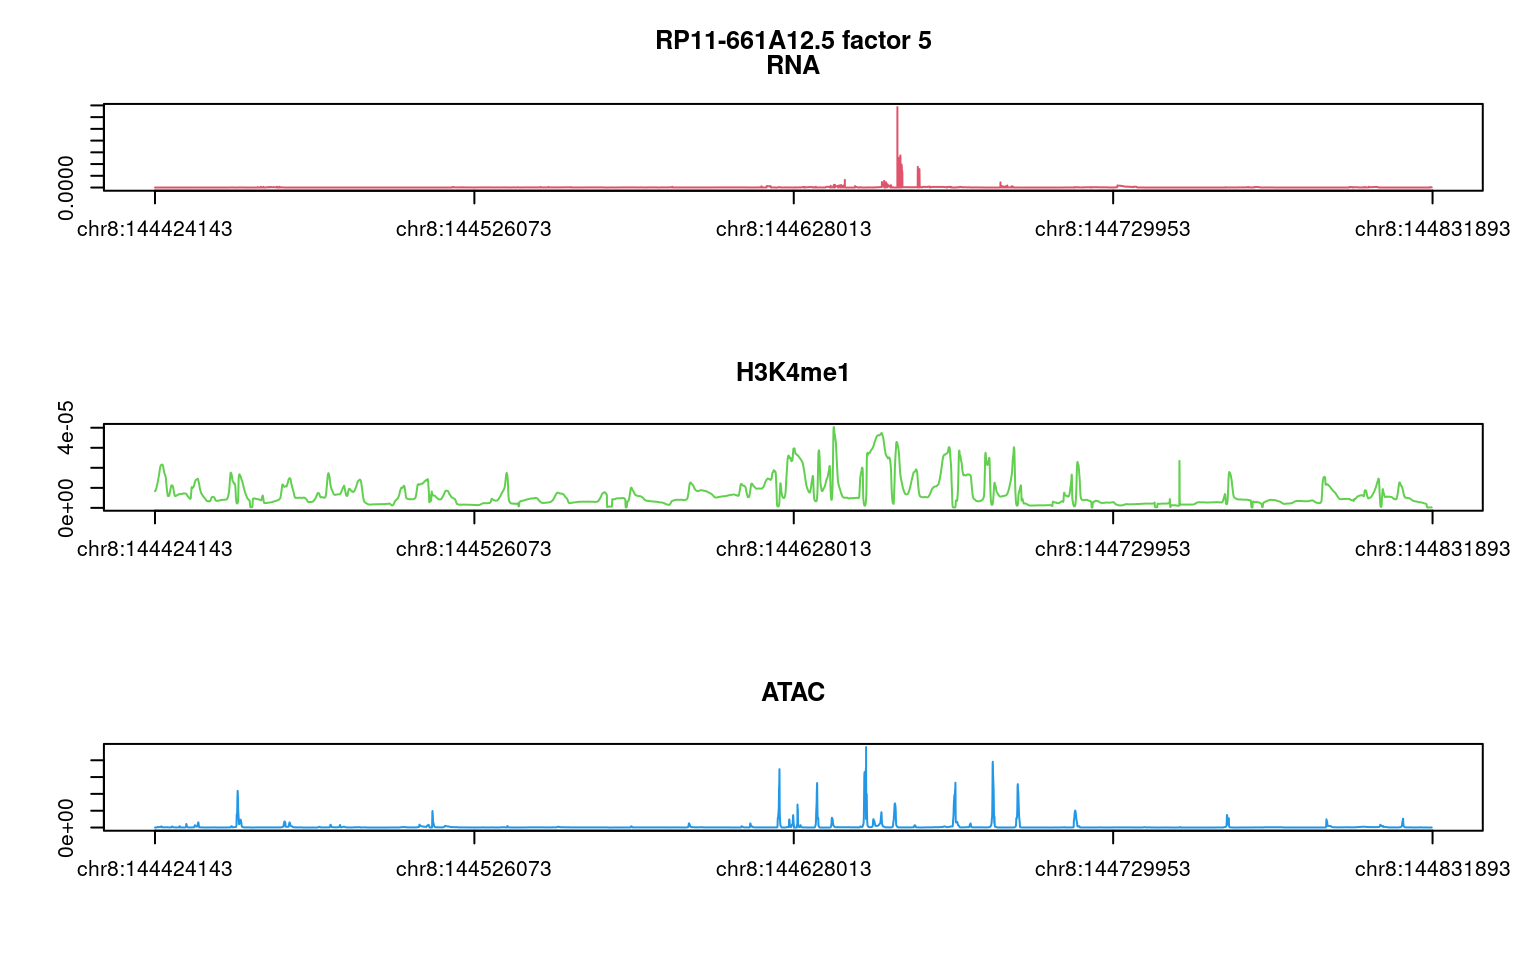 RP11-661A12.5 factor 5
RNA
0.0000
chr8:144424143 chr8:144526073 chr8:144628013 chr8:144729953 chr8:144831893
H3K4me1
0e+00 4e-05
chr8:144424143 chr8:144526073 chr8:144628013 chr8:144729953 chr8:144831893
ATAC
0e+00
chr8:144424143 chr8:144526073 chr8:144628013 chr8:144729953 chr8:144831893